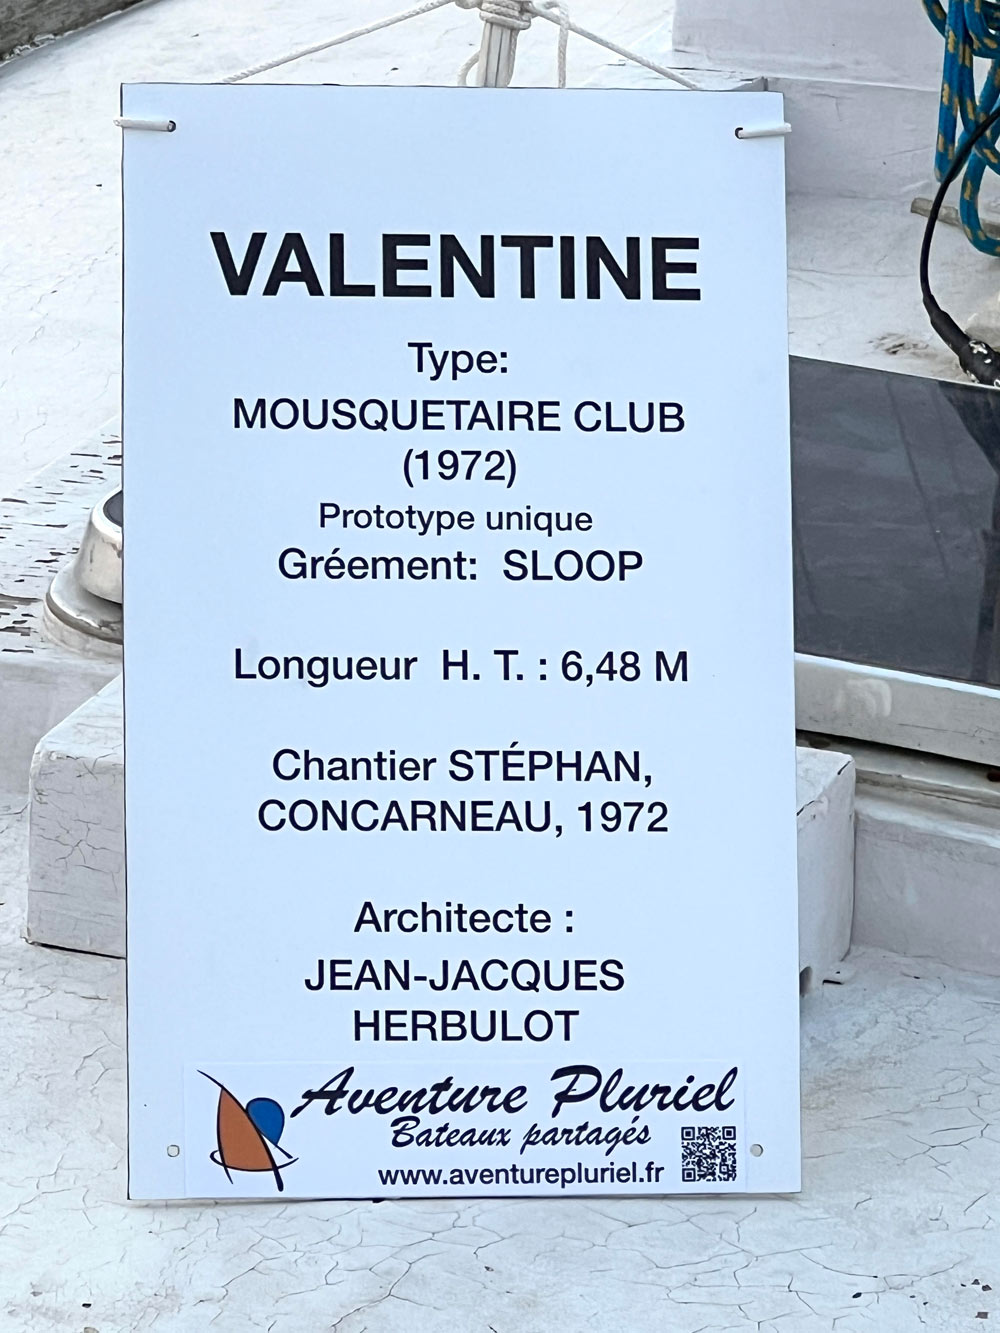 VALENTINE
Type:
MOUSQUETAIRE CLUB
(1972)
Prototype unique
Gréement: SLOOP
Longueur H. T. : 6,48 M
Chantier STÉPHAN,
CONCARNEAU, 1972
Architecte :
JEAN-JACQUES
HERBULOT
Aventure Pluriel
Bateaux partagés
www.aventurepluriel.fr